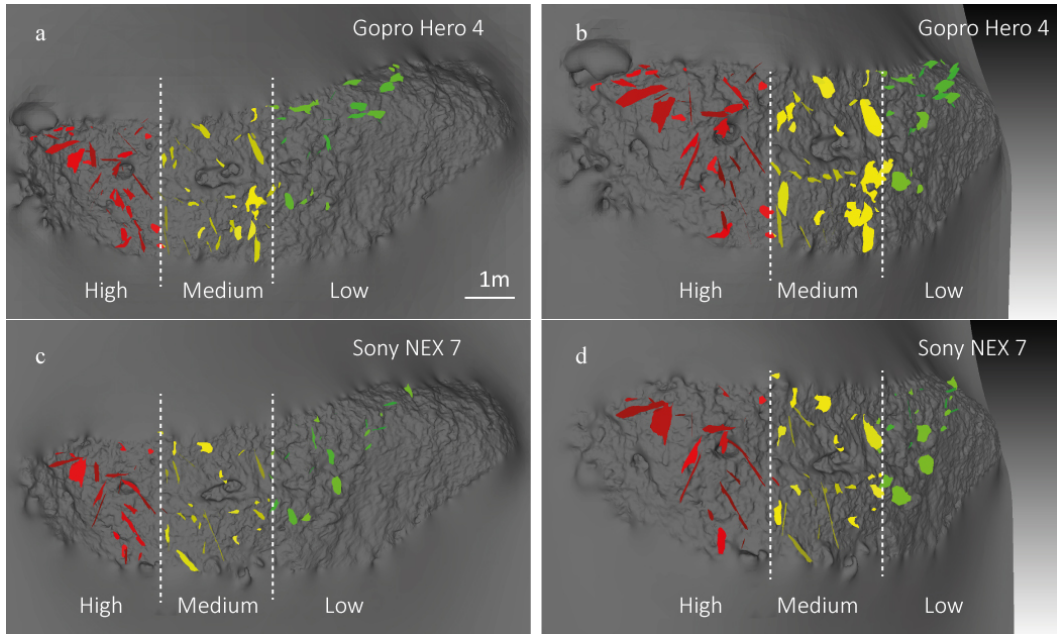 a Gopro Hero 4
High Medium Low 1m
b Gopro Hero 4
High Medium Low
c Sony NEX 7
High Medium Low
d Sony NEX 7
High Medium Low